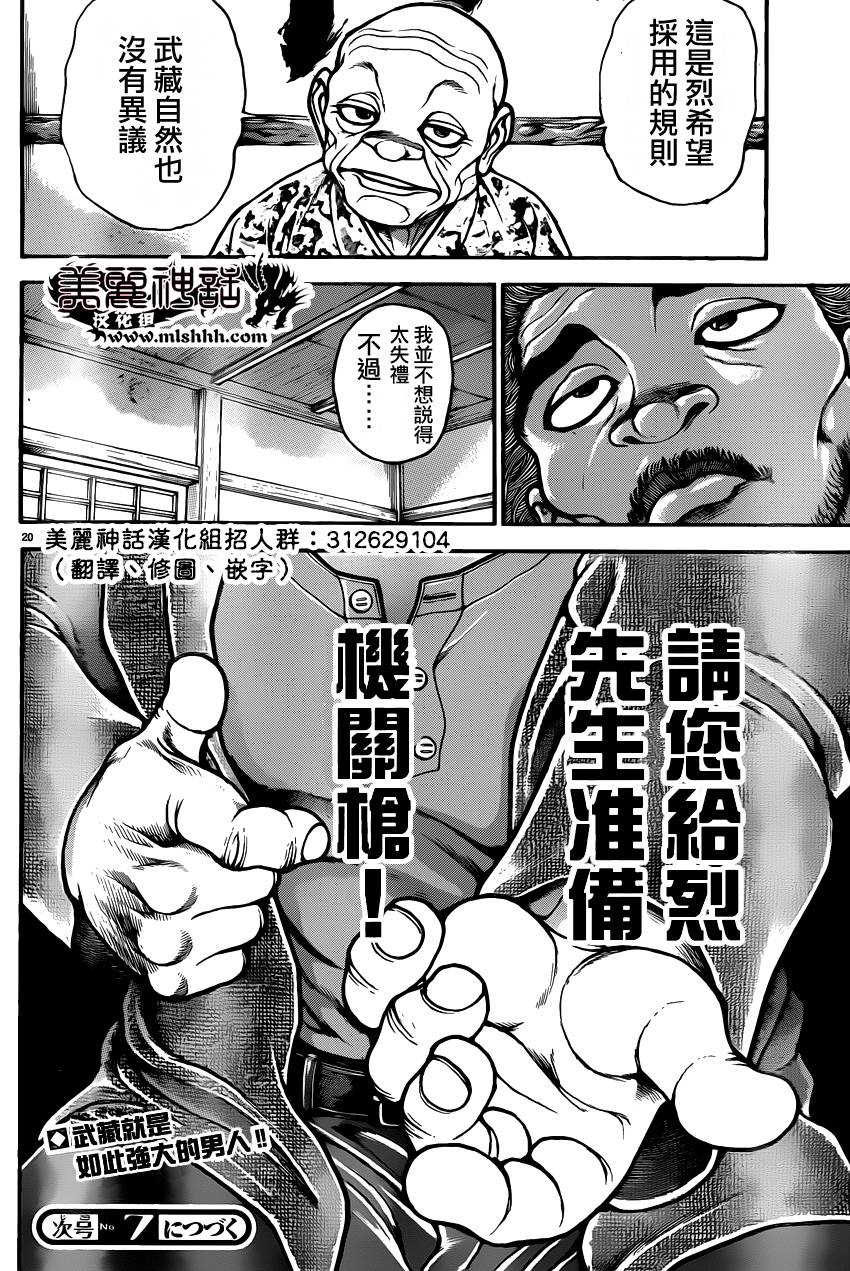 這是烈希望
採用的規則
武藏自然也
沒有異議
美麗神話
汉化组
www.mlshhh.com
我並不想説得
太失禮
不過……
20
美麗神話漢化組招人群：312629104
（翻譯、修圖、嵌字）
請您給烈
先生准備
機關槍！
武藏就是
如此強大的男人!!
次号 No 7 につづく